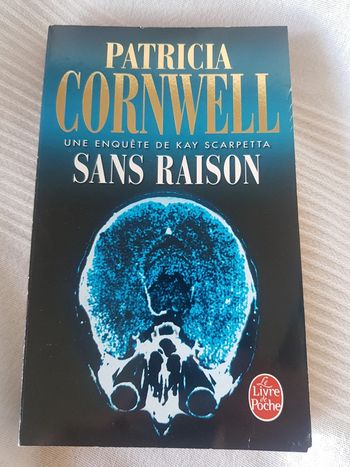 PATRICIA
CORNWELL
UNE ENQUÊTE DE KAY SCARPETTA
SANS RAISON
Le
Livre
de
Poche